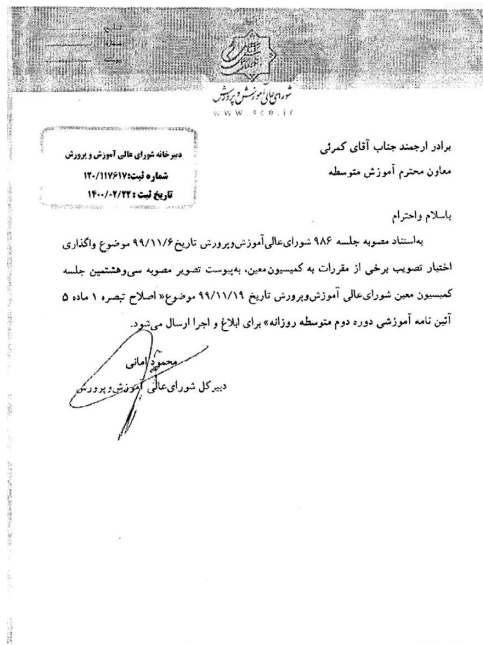 تاریخ
شماره
پیوست
شورای عالی آموزش و پرورش
www.sce.ir
دبیرخانه شورای عالی آموزش و پرورش
شماره ثبت:۱۲۰/۱۱۷۶۱۷
تاریخ ثبت : ۱۴۰۰/۰۲/۲۲
برادر ارجمند جناب آقای کمرئی
معاون محترم آموزش متوسطه
باسلام واحترام
به‌استناد مصوبه جلسه ۹۸۶ شورای‌عالی‌آموزش‌وپرورش تاریخ۹۹/۱۱/۶ موضوع واگذاری
اختیار تصویب برخی از مقررات به کمیسیون‌معین، به‌پیوست تصویر مصوبه سی‌وهشتمین جلسه
کمیسیون معین شورای‌عالی آموزش‌وپرورش تاریخ ۹۹/۱۱/۱۹ موضوع« اصلاح تبصره ۱ ماده ۵
آئین نامه آموزشی دوره دوم متوسطه روزانه» برای ابلاغ و اجرا ارسال می‌شود.
محمود امانی
دبیرکل شورای‌عالی آموزش‌وپرورش